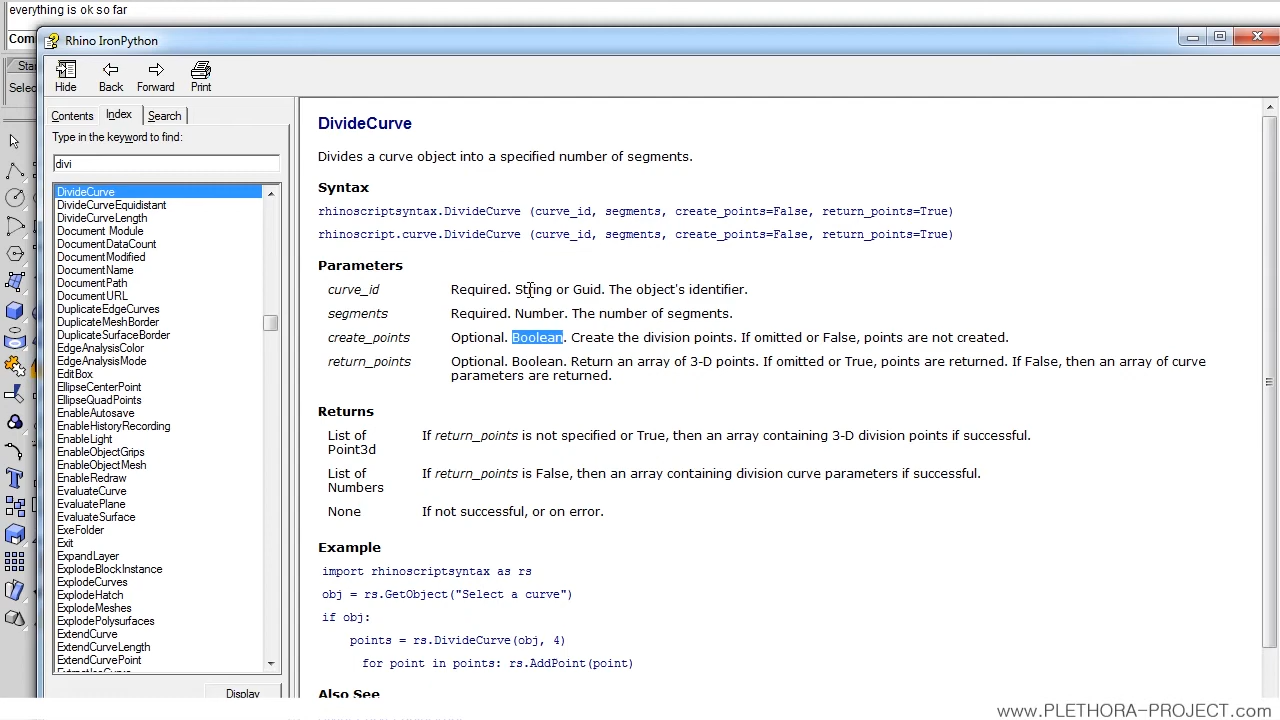 everything is ok so far
Com
Rhino IronPython
Star
Selec
Hide
Back
Forward
Print
Contents
Index
Search
Type in the keyword to find:
divi
DivideCurve
DivideCurveEquidistant
DivideCurveLength
Document Module
DocumentDataCount
DocumentModified
DocumentName
DocumentPath
DocumentURL
DuplicateEdgeCurves
DuplicateMeshBorder
DuplicateSurfaceBorder
EdgeAnalysisColor
EdgeAnalysisMode
EditBox
EllipseCenterPoint
EllipseQuadPoints
EnableAutosave
EnableHistoryRecording
EnableLight
EnableObjectGrips
EnableObjectMesh
EnableRedraw
EvaluateCurve
EvaluatePlane
EvaluateSurface
ExeFolder
Exit
ExpandLayer
ExplodeBlockInstance
ExplodeCurves
ExplodeHatch
ExplodeMeshes
ExplodePolysurfaces
ExtendCurve
ExtendCurveLength
ExtendCurvePoint
Display
DivideCurve
Divides a curve object into a specified number of segments.
Syntax
rhinoscriptsyntax.DivideCurve (curve_id, segments, create_points=False, return_points=True)
rhinoscript.curve.DivideCurve (curve_id, segments, create_points=False, return_points=True)
Parameters
curve_id Required. String or Guid. The object's identifier.
segments Required. Number. The number of segments.
create_points Optional. Boolean. Create the division points. If omitted or False, points are not created.
return_points Optional. Boolean. Return an array of 3-D points. If omitted or True, points are returned. If False, then an array of curve
parameters are returned.
Returns
List of If return_points is not specified or True, then an array containing 3-D division points if successful.
Point3d
List of If return_points is False, then an array containing division curve parameters if successful.
Numbers
None If not successful, or on error.
Example
import rhinoscriptsyntax as rs
obj = rs.GetObject("Select a curve")
if obj:
points = rs.DivideCurve(obj, 4)
for point in points: rs.AddPoint(point)
Also See
www.PLETHORA-PROJECT.com